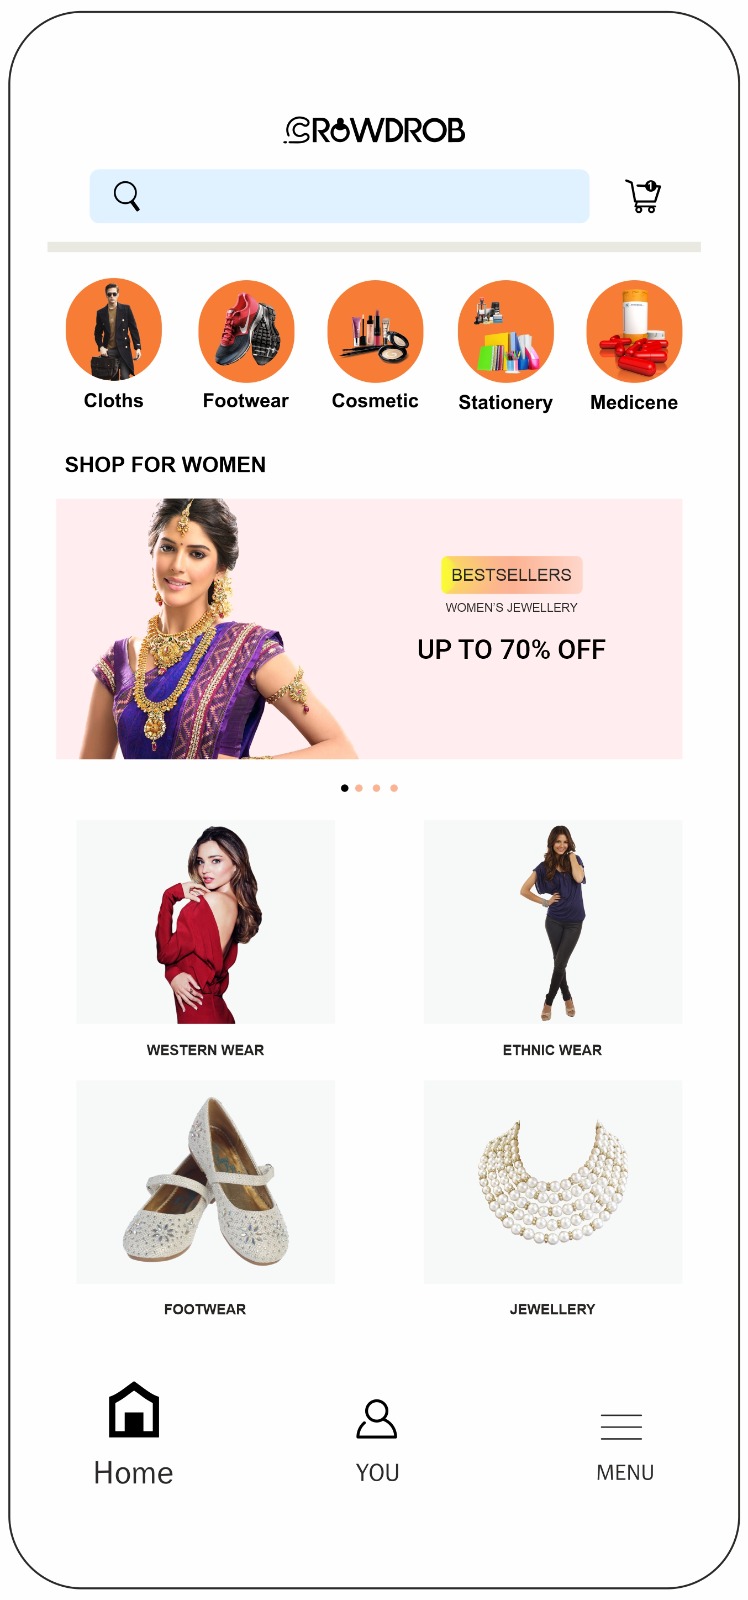 CROWDROB
1
Cloths Footwear Cosmetic Stationery Medicene
SHOP FOR WOMEN
BESTSELLERS
WOMEN'S JEWELLERY
UP TO 70% OFF
WESTERN WEAR ETHNIC WEAR
FOOTWEAR JEWELLERY
Home YOU MENU